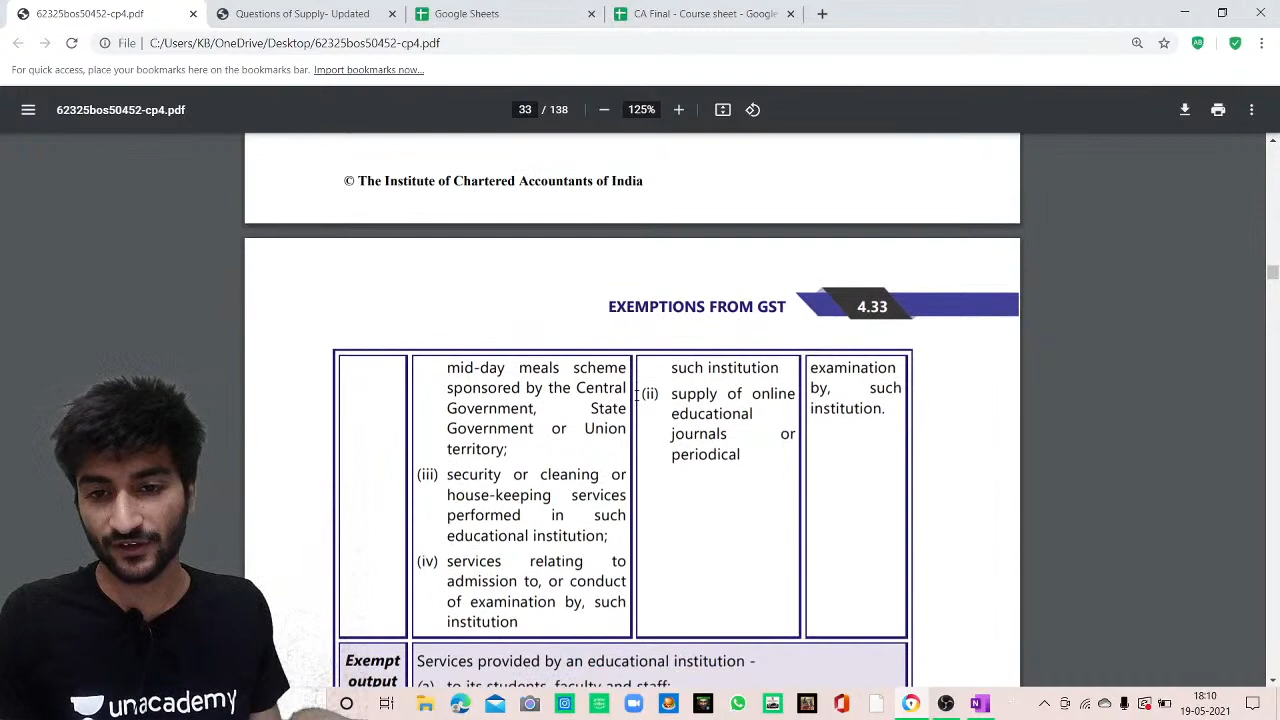 62325bos50452-cp4.pdf
Questions of Supply- Updated
Google Sheets
CA Final - Course sheet - Google
File | C:/Users/KB/OneDrive/Desktop/62325bos50452-cp4.pdf
For quick access, place your bookmarks here on the bookmarks bar. Import bookmarks now...
62325bos50452-cp4.pdf
33 / 138
125%
© The Institute of Chartered Accountants of India
EXEMPTIONS FROM GST 4.33
mid-day meals scheme
sponsored by the Central
Government, State
Government or Union
territory;
(iii) security or cleaning or
house-keeping services
performed in such
educational institution;
(iv) services relating to
admission to, or conduct
of examination by, such
institution
such institution
(ii) supply of online
educational
journals or
periodical
examination
by, such
institution.
Exempt
output
Services provided by an educational institution -
(a) to its students, faculty and staff;
unacademy
18:10
19-05-2021